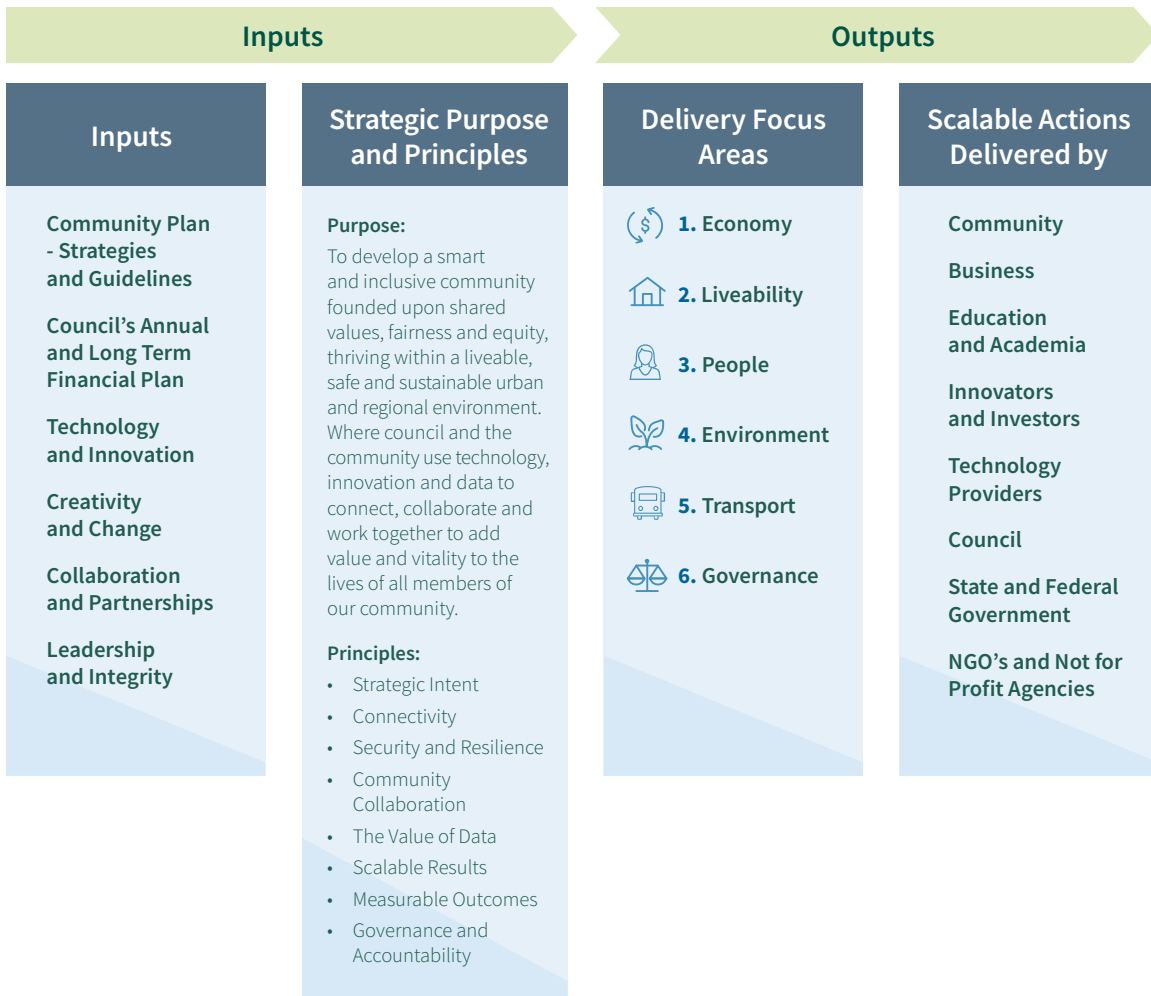 Inputs
Outputs
Inputs
Community Plan
- Strategies
and Guidelines
Council’s Annual
and Long Term
Financial Plan
Technology
and Innovation
Creativity
and Change
Collaboration
and Partnerships
Leadership
and Integrity
Strategic Purpose
and Principles
Purpose:
To develop a smart
and inclusive community
founded upon shared
values, fairness and equity,
thriving within a liveable,
safe and sustainable urban
and regional environment.
Where council and the
community use technology,
innovation and data to
connect, collaborate and
work together to add
value and vitality to the
lives of all members of
our community.
Principles:
• Strategic Intent
• Connectivity
• Security and Resilience
• Community
Collaboration
• The Value of Data
• Scalable Results
• Measurable Outcomes
• Governance and
Accountability
Delivery Focus
Areas
$
1. Economy
2. Liveability
3. People
4. Environment
5. Transport
6. Governance
Scalable Actions
Delivered by
Community
Business
Education
and Academia
Innovators
and Investors
Technology
Providers
Council
State and Federal
Government
NGO’s and Not for
Profit Agencies